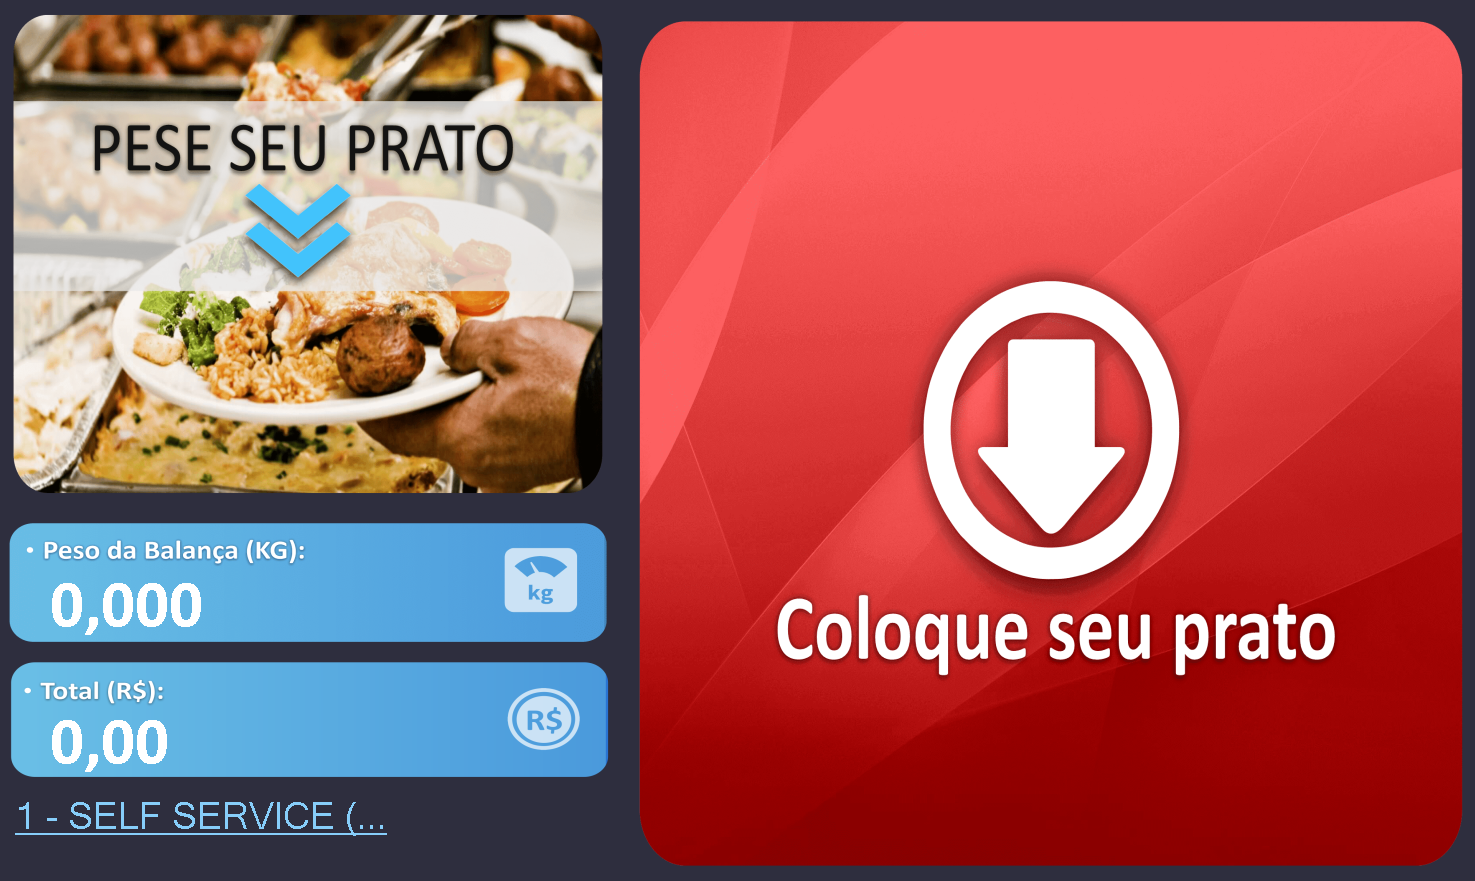 PESE SEU PRATO
• Peso da Balança (KG):
0,000
kg
• Total (R$):
0,00
R$
1 - SELF SERVICE (...
Coloque seu prato